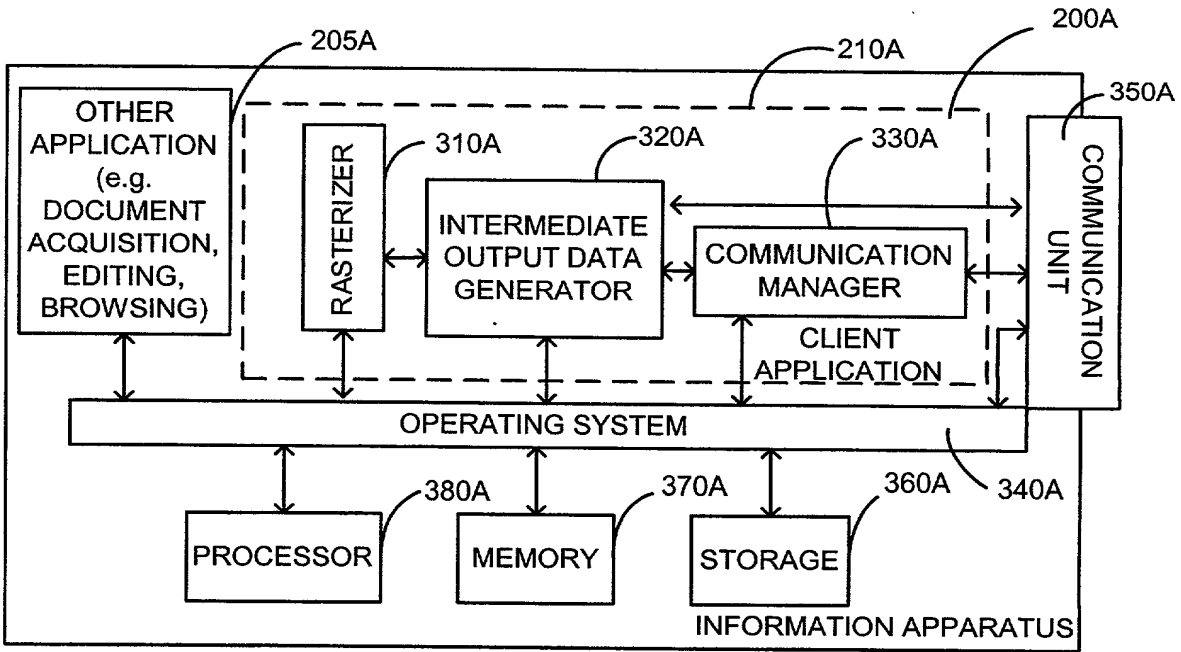 205A
210A
200A
350A
OTHER
APPLICATION
(e.g.
DOCUMENT
ACQUISITION,
EDITING,
BROWSING)
RASTERIZER
310A
320A
INTERMEDIATE
OUTPUT DATA
GENERATOR
330A
COMMUNICATION
MANAGER
CLIENT
APPLICATION
COMMUNICATION
UNIT
OPERATING SYSTEM
340A
380A
PROCESSOR
370A
MEMORY
360A
STORAGE
INFORMATION APPARATUS